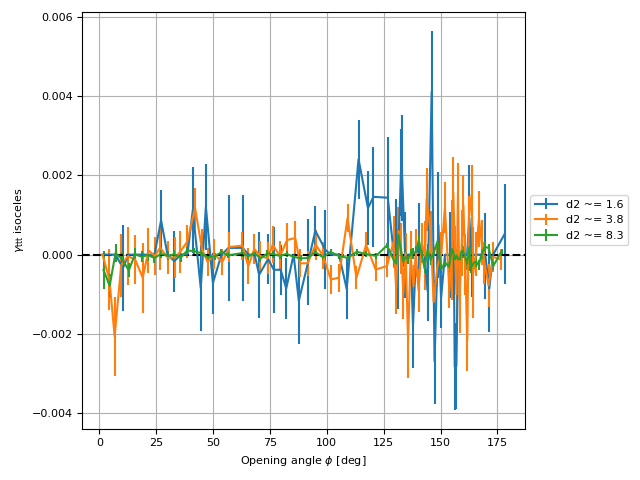 0.006
0.004
0.002
0.000
−0.002
−0.004
γttt isoceles
0 25 50 75 100 125 150 175
Opening angle ϕ [deg]
d2 ~= 1.6
d2 ~= 3.8
d2 ~= 8.3